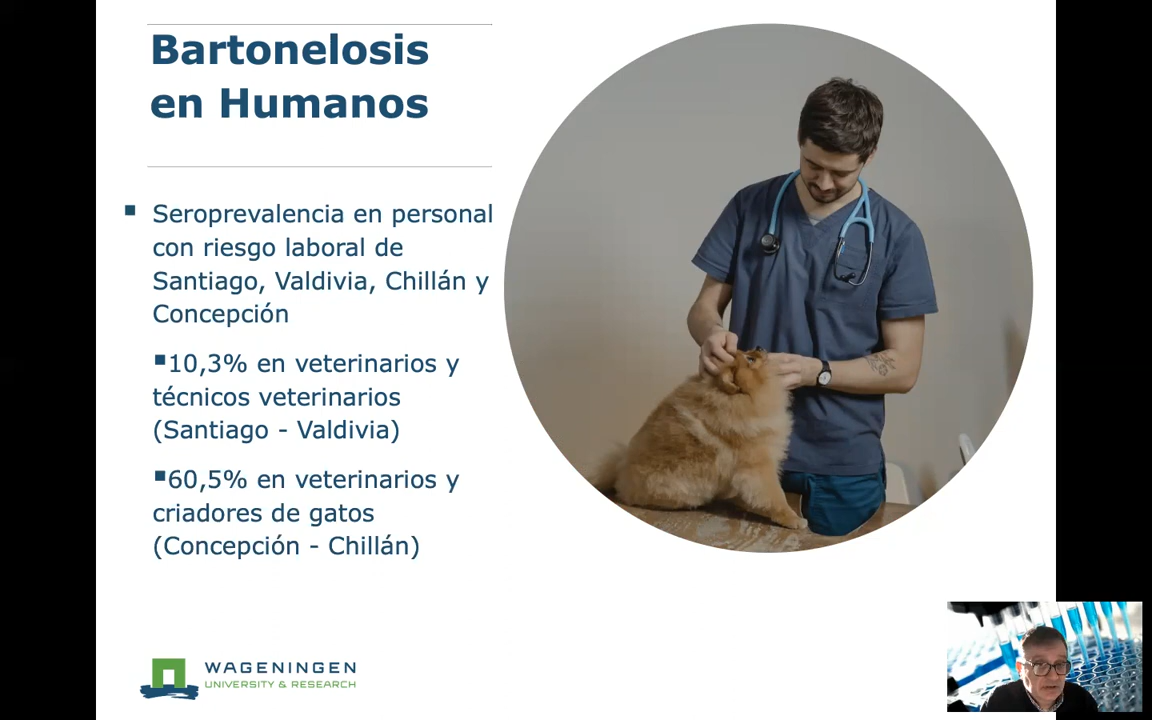 Bartonelosis
en Humanos
▪ Seroprevalencia en personal
con riesgo laboral de
Santiago, Valdivia, Chillán y
Concepción
▪10,3% en veterinarios y
técnicos veterinarios
(Santiago - Valdivia)
▪60,5% en veterinarios y
criadores de gatos
(Concepción - Chillán)
WAGENINGEN
UNIVERSITY & RESEARCH